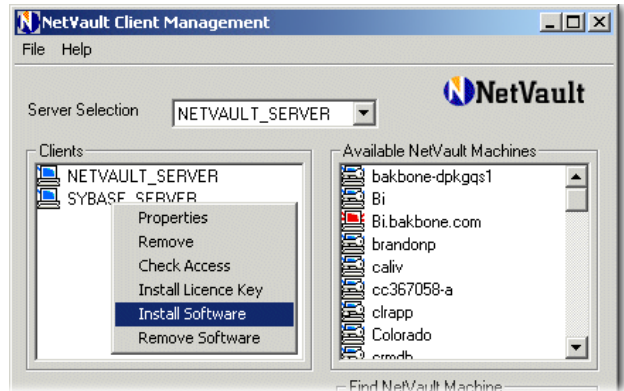 NetVault Client Management
File Help
NetVault
Server Selection
NETVAULT_SERVER
Clients
NETVAULT_SERVER
SYBASE_SERVER
Properties
Remove
Check Access
Install Licence Key
Install Software
Remove Software
Available NetVault Machines
bakbone-dpkgqs1
Bi
Bi.bakbone.com
brandonp
caliv
cc367058-a
clrapp
Colorado
crmdb
Find NetVault Machine